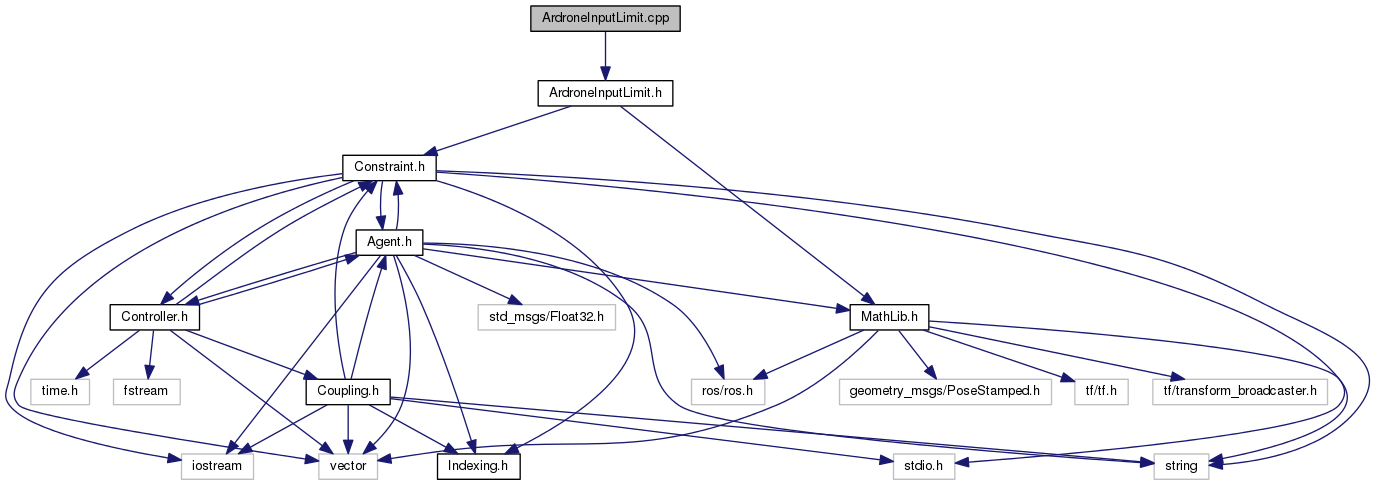 ArdroneInputLimit.cpp
ArdroneInputLimit.h
Constraint.h
Agent.h
Controller.h
std_msgs/Float32.h
MathLib.h
time.h
fstream
Coupling.h
ros/ros.h
geometry_msgs/PoseStamped.h
tf/tf.h
tf/transform_broadcaster.h
iostream
vector
Indexing.h
stdio.h
string